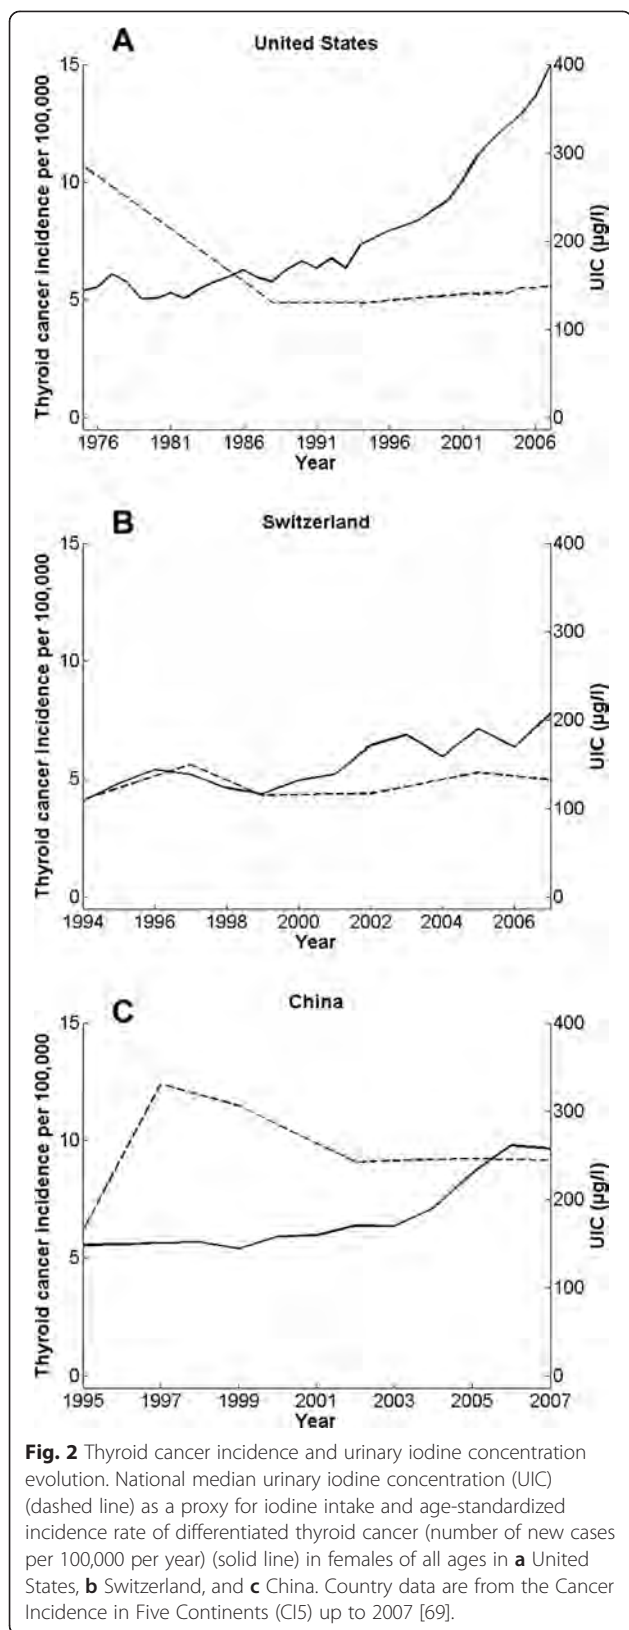 A
United States
Thyroid cancer incidence per 100,000
15
10
5
0
400
300
200
100
0
UIC (µg/l)
1976 1981 1986 1991 1996 2001 2006
Year
B
Switzerland
Thyroid cancer incidence per 100,000
15
10
5
0
400
300
200
100
0
UIC (µg/l)
1994 1996 1998 2000 2002 2004 2006
Year
C
China
Thyroid cancer incidence per 100,000
15
10
5
0
400
300
200
100
0
UIC (µg/l)
1995 1997 1999 2001 2003 2005 2007
Year
Fig. 2 Thyroid cancer incidence and urinary iodine concentration
evolution. National median urinary iodine concentration (UIC)
(dashed line) as a proxy for iodine intake and age-standardized
incidence rate of differentiated thyroid cancer (number of new cases
per 100,000 per year) (solid line) in females of all ages in a United
States, b Switzerland, and c China. Country data are from the Cancer
Incidence in Five Continents (CI5) up to 2007 [69].